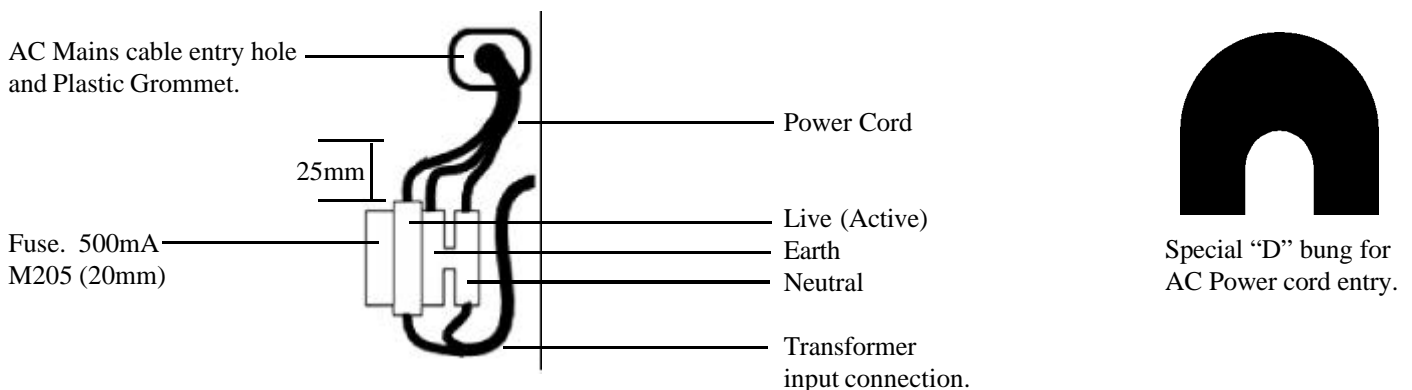 AC Mains cable entry hole
and Plastic Grommet.
25mm
Fuse.  500mA
M205 (20mm)
Power Cord
Live (Active)
Earth
Neutral
Transformer
input connection.
Special “D” bung for
AC Power cord entry.